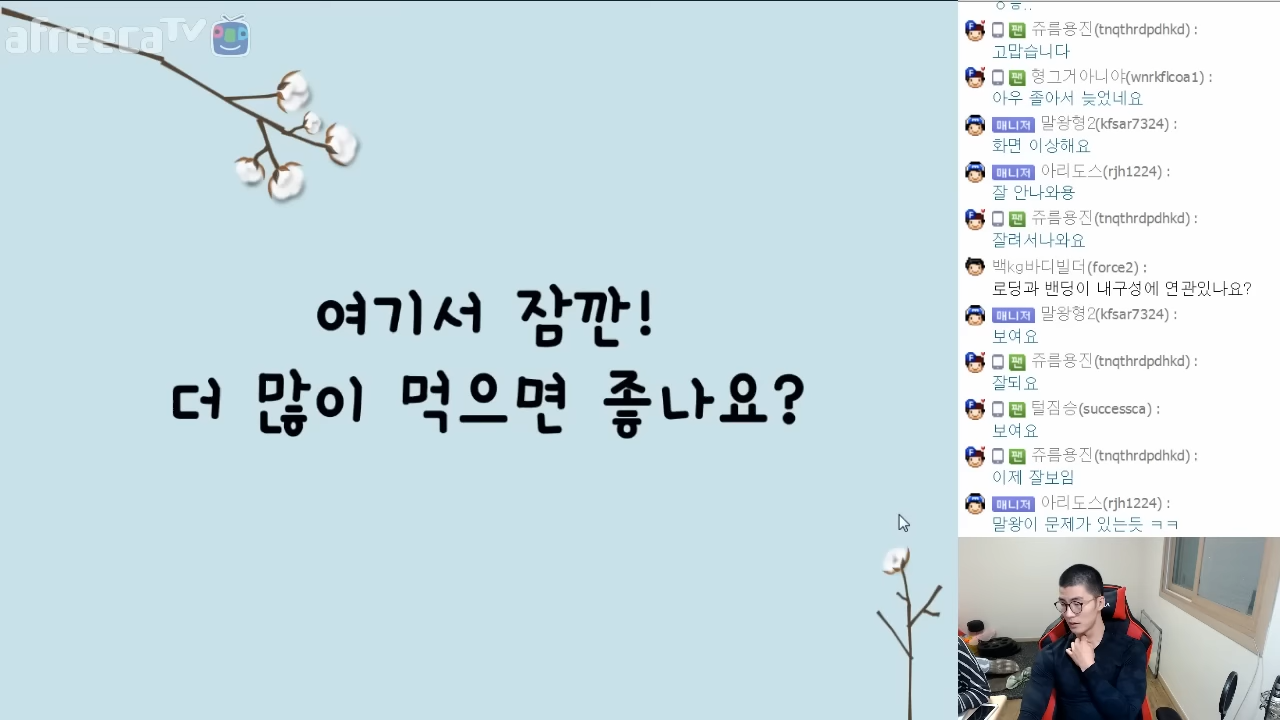 afreecaTV
여기서 잠깐!
더 많이 먹으면 좋나요?
쥬름용진(tnqthrdpdhkd) :
고맙습니다
형그거아니야(wnrkflcoa1) :
아우 졸아서 늦었네요
매니저 말왕형2(kfsar7324) :
화면 이상해요
매니저 아리도스(rjh1224) :
잘 안나와용
팬 쥬름용진(tnqthrdpdhkd) :
잘려서나와요
백kg바디빌더(force2) :
로딩과 밴딩이 내구성에 연관있나요?
매니저 말왕형2(kfsar7324) :
보여요
팬 쥬름용진(tnqthrdpdhkd) :
잘되요
팬 털짐승(successca) :
보여요
팬 쥬름용진(tnqthrdpdhkd) :
이제 잘보임
매니저 아리도스(rjh1224) :
말왕이 문제가 있는듯 ㅋㅋ